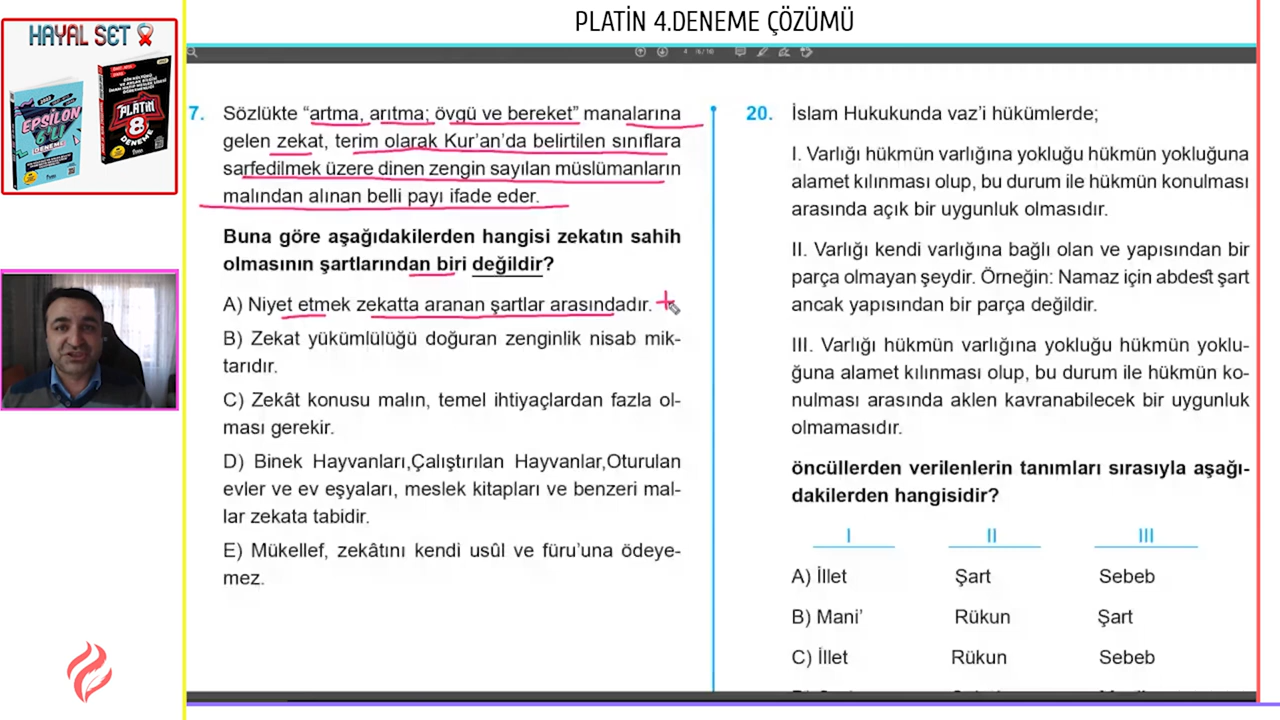 PLATİN 4.DENEME ÇÖZÜMÜ
HAYAL SET
EPSİLON
6'LI
DENEME
PLATİN
8
DENEME
7. Sözlükte “artma, arıtma; övgü ve bereket” manalarına
gelen zekat, terim olarak Kur’an’da belirtilen sınıflara
sarfedilmek üzere dinen zengin sayılan müslümanların
malından alınan belli payı ifade eder.
Buna göre aşağıdakilerden hangisi zekatın sahih
olmasının şartlarından biri değildir?
A) Niyet etmek zekatta aranan şartlar arasındadır.
B) Zekat yükümlülüğü doğuran zenginlik nisab mik-
tarıdır.
C) Zekât konusu malın, temel ihtiyaçlardan fazla ol-
ması gerekir.
D) Binek Hayvanları,Çalıştırılan Hayvanlar,Oturulan
evler ve ev eşyaları, meslek kitapları ve benzeri mal-
lar zekata tabidir.
E) Mükellef, zekâtını kendi usûl ve füru’una ödeye-
mez.
20. İslam Hukukunda vaz’i hükümlerde;
I. Varlığı hükmün varlığına yokluğu hükmün yokluğuna
alamet kılınması olup, bu durum ile hükmün konulması
arasında açık bir uygunluk olmasıdır.
II. Varlığı kendi varlığına bağlı olan ve yapısından bir
parça olmayan şeydir. Örneğin: Namaz için abdest şart
ancak yapısından bir parça değildir.
III. Varlığı hükmün varlığına yokluğu hükmün yoklu-
ğuna alamet kılınması olup, bu durum ile hükmün ko-
nulması arasında aklen kavranabilecek bir uygunluk
olmamasıdır.
öncüllerden verilenlerin tanımları sırasıyla aşağı-
dakilerden hangisidir?
I II III
A) İllet Şart Sebeb
B) Mani’ Rükun Şart
C) İllet Rükun Sebeb